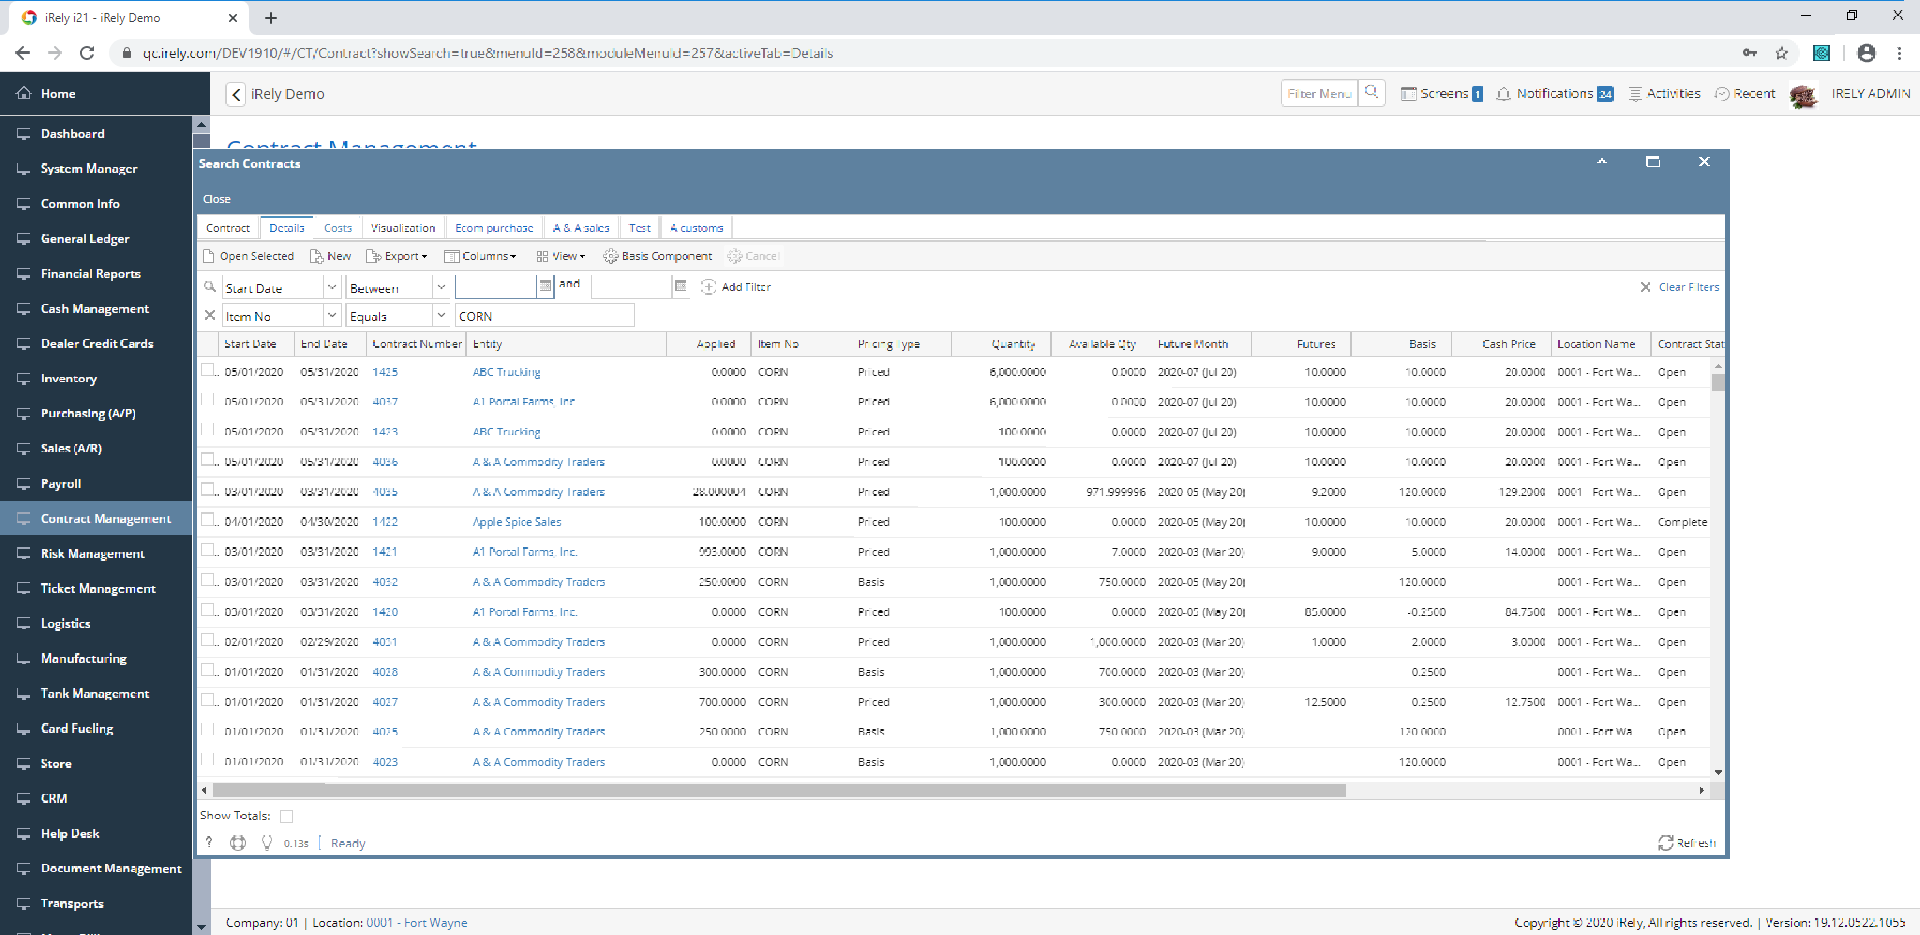 iRely i21 - iRely Demo
qc.irely.com/DEV1910/#/CT/Contract?showSearch=true&menuId=258&moduleMenuId=257&activeTab=Details
Home
iRely Demo
Filter Menu
Screens 1
Notifications 24
Activities
Recent
IRELY ADMIN
Dashboard
System Manager
Common Info
General Ledger
Financial Reports
Cash Management
Dealer Credit Cards
Inventory
Purchasing (A/P)
Sales (A/R)
Payroll
Contract Management
Risk Management
Ticket Management
Logistics
Manufacturing
Tank Management
Card Fueling
Store
CRM
Help Desk
Document Management
Transports
Contract Management
Search Contracts
Close
Contract Details Costs Visualization Ecom purchase A & A sales Test A customs
Open Selected New Export Columns View Basis Component Cancel
Start Date Between and Add Filter Clear Filters
Item No Equals CORN
Start Date End Date Contract Number Entity Applied Item No Pricing Type Quantity Available Qty Future Month Futures Basis Cash Price Location Name Contract Stat
05/01/2020 05/31/2020 1425 ABC Trucking 0.0000 CORN Priced 6,000.0000 0.0000 2020-07 (Jul 20) 10.0000 10.0000 20.0000 0001 - Fort Wa... Open
05/01/2020 05/31/2020 4037 A1 Portal Farms, Inc. 0.0000 CORN Priced 6,000.0000 0.0000 2020-07 (Jul 20) 10.0000 10.0000 20.0000 0001 - Fort Wa... Open
05/01/2020 05/31/2020 1423 ABC Trucking 0.0000 CORN Priced 100.0000 0.0000 2020-07 (Jul 20) 10.0000 10.0000 20.0000 0001 - Fort Wa... Open
05/01/2020 05/31/2020 4036 A & A Commodity Traders 0.0000 CORN Priced 100.0000 0.0000 2020-07 (Jul 20) 10.0000 10.0000 20.0000 0001 - Fort Wa... Open
03/01/2020 03/31/2020 4035 A & A Commodity Traders 28.000004 CORN Priced 1,000.0000 971.999996 2020-05 (May 20) 9.2000 120.0000 129.2000 0001 - Fort Wa... Open
04/01/2020 04/30/2020 1422 Apple Spice Sales 100.0000 CORN Priced 100.0000 0.0000 2020-05 (May 20) 10.0000 10.0000 20.0000 0001 - Fort Wa... Complete
03/01/2020 03/31/2020 1421 A1 Portal Farms, Inc. 993.0000 CORN Priced 1,000.0000 7.0000 2020-03 (Mar 20) 9.0000 5.0000 14.0000 0001 - Fort Wa... Open
03/01/2020 03/31/2020 4032 A & A Commodity Traders 250.0000 CORN Basis 1,000.0000 750.0000 2020-05 (May 20) 120.0000 0001 - Fort Wa... Open
03/01/2020 03/31/2020 1420 A1 Portal Farms, Inc. 0.0000 CORN Priced 100.0000 0.0000 2020-05 (May 20) 85.0000 -0.2500 84.7500 0001 - Fort Wa... Open
02/01/2020 02/29/2020 4031 A & A Commodity Traders 0.0000 CORN Priced 1,000.0000 1,000.0000 2020-03 (Mar 20) 1.0000 2.0000 3.0000 0001 - Fort Wa... Open
01/01/2020 01/31/2020 4028 A & A Commodity Traders 300.0000 CORN Basis 1,000.0000 700.0000 2020-03 (Mar 20) 0.2500 0001 - Fort Wa... Open
01/01/2020 01/31/2020 4027 A & A Commodity Traders 700.0000 CORN Priced 1,000.0000 300.0000 2020-03 (Mar 20) 12.5000 0.2500 12.7500 0001 - Fort Wa... Open
01/01/2020 01/31/2020 4025 A & A Commodity Traders 250.0000 CORN Basis 1,000.0000 750.0000 2020-03 (Mar 20) 120.0000 0001 - Fort Wa... Open
01/01/2020 01/31/2020 4023 A & A Commodity Traders 0.0000 CORN Basis 1,000.0000 0.0000 2020-03 (Mar 20) 120.0000 0001 - Fort Wa... Open
Show Totals:
? 0.13s Ready Refresh
Company: 01 | Location: 0001 - Fort Wayne
Copyright © 2020 iRely, All rights reserved. | Version: 19.12.0522.1055